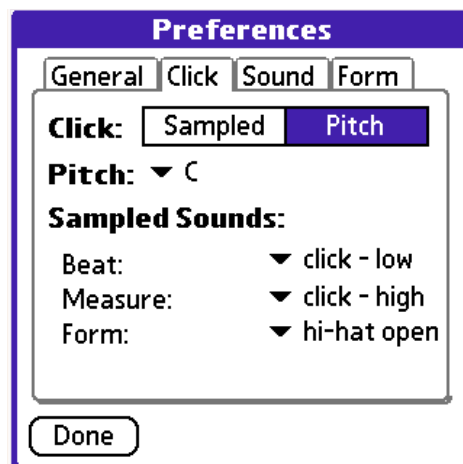 Preferences
General Click Sound Form
Click: Sampled Pitch
Pitch: C
Sampled Sounds:
Beat: click - low
Measure: click - high
Form: hi-hat open
Done